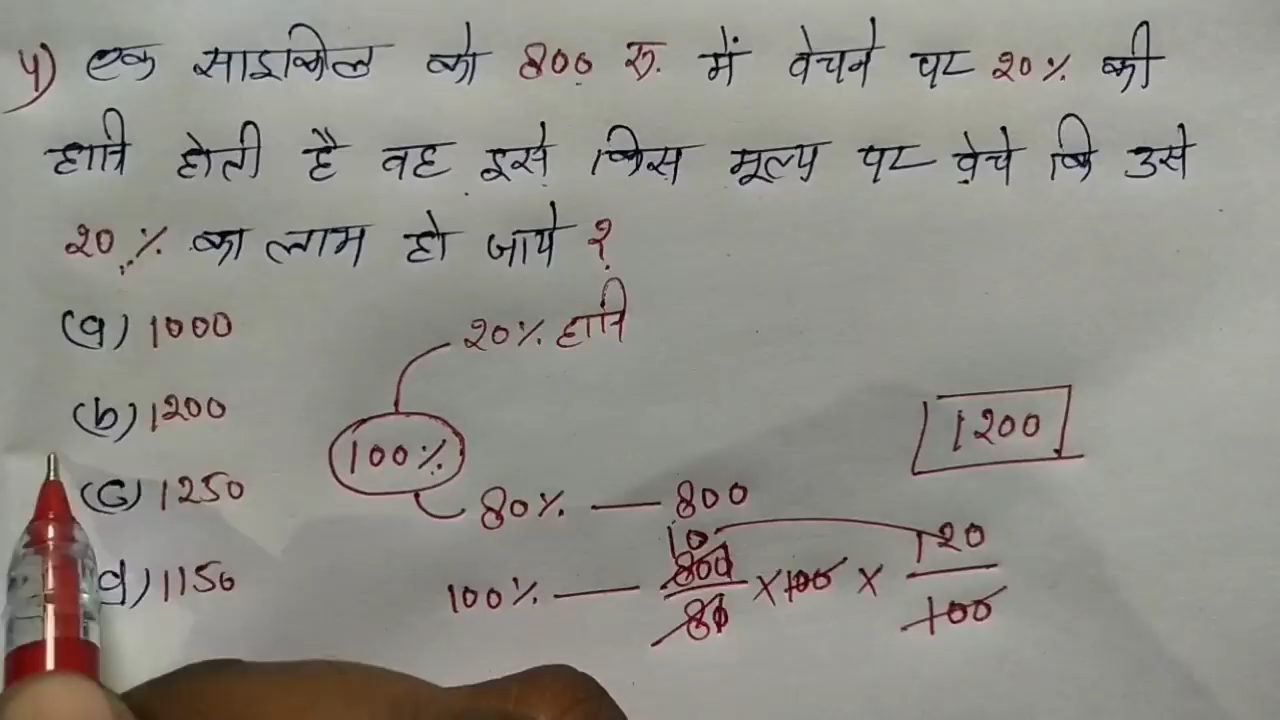 ५) एक साइकिल को 800 रु. में बेचने पर 20% की
हानि होती है वह इसे किस मूल्य पर बेचे कि उसे
20% का लाभ हो जाये ?
(a) 1000
(b) 1200
(c) 1250
d) 1150
20% हानि
100%
80% — 800
100% — 800/80 × 100 × 120/100
10
1200